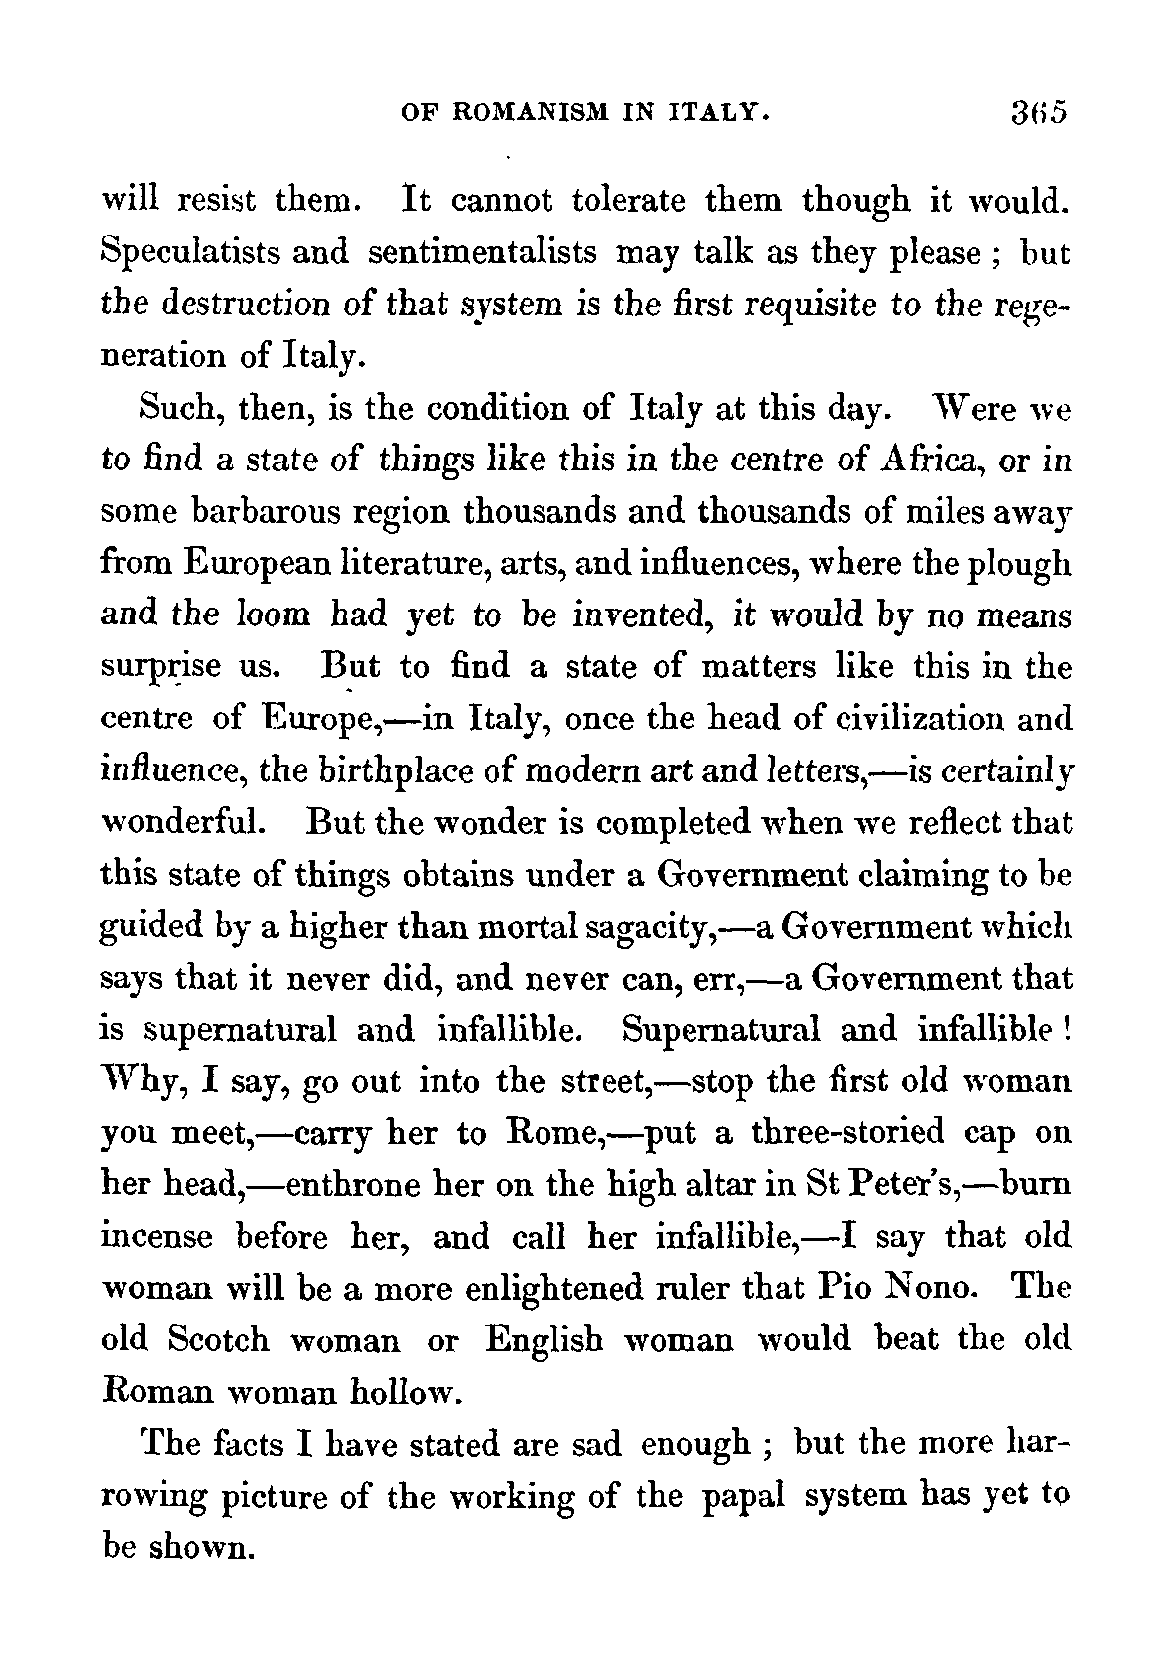 OF ROMANISM IN ITALY. 365
will resist them. It cannot tolerate them though it would.
Speculatists and sentimentalists may talk as they please ; but
the destruction of that system is the first requisite to the rege-
neration of Italy.
Such, then, is the condition of Italy at this day. Were we
to find a state of things like this in the centre of Africa, or in
some barbarous region thousands and thousands of miles away
from European literature, arts, and influences, where the plough
and the loom had yet to be invented, it would by no means
surprise us. But to find a state of matters like this in the
centre of Europe,—in Italy, once the head of civilization and
influence, the birthplace of modern art and letters,—is certainly
wonderful. But the wonder is completed when we reflect that
this state of things obtains under a Government claiming to be
guided by a higher than mortal sagacity,—a Government which
says that it never did, and never can, err,—a Government that
is supernatural and infallible. Supernatural and infallible !
Why, I say, go out into the street,—stop the first old woman
you meet,—carry her to Rome,—put a three-storied cap on
her head,—enthrone her on the high altar in St Peter's,—burn
incense before her, and call her infallible,—I say that old
woman will be a more enlightened ruler that Pio Nono. The
old Scotch woman or English woman would beat the old
Roman woman hollow.
The facts I have stated are sad enough ; but the more har-
rowing picture of the working of the papal system has yet to
be shown.